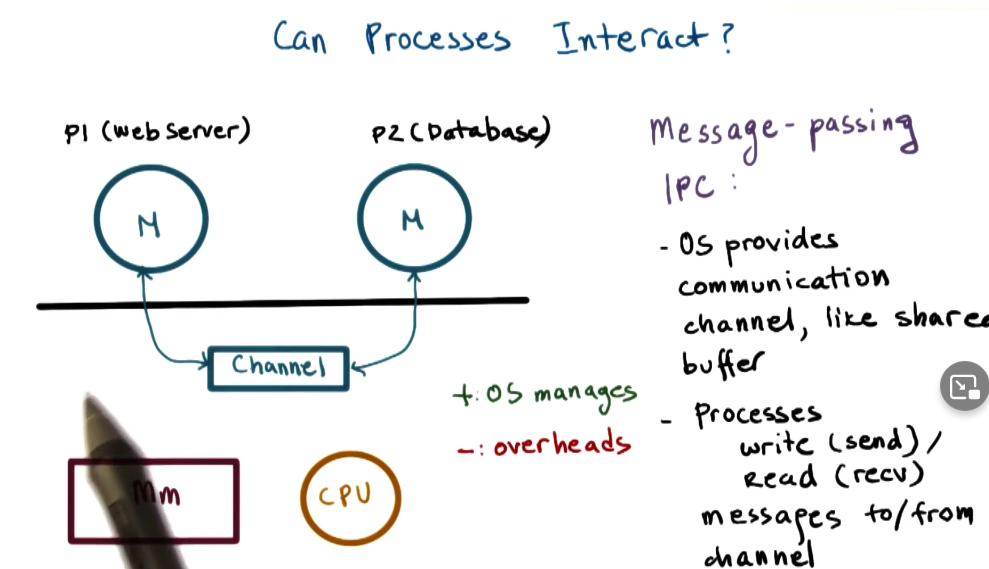 Can Processes Interact?
P1 (Web Server)
P2 (Database)
M
M
Channel
+: OS manages
-: overheads
Mm
CPU
Message-passing
IPC :
- OS provides
communication
channel, like share
buffer
- Processes
write (send) /
Read (recv)
messages to/from
channel